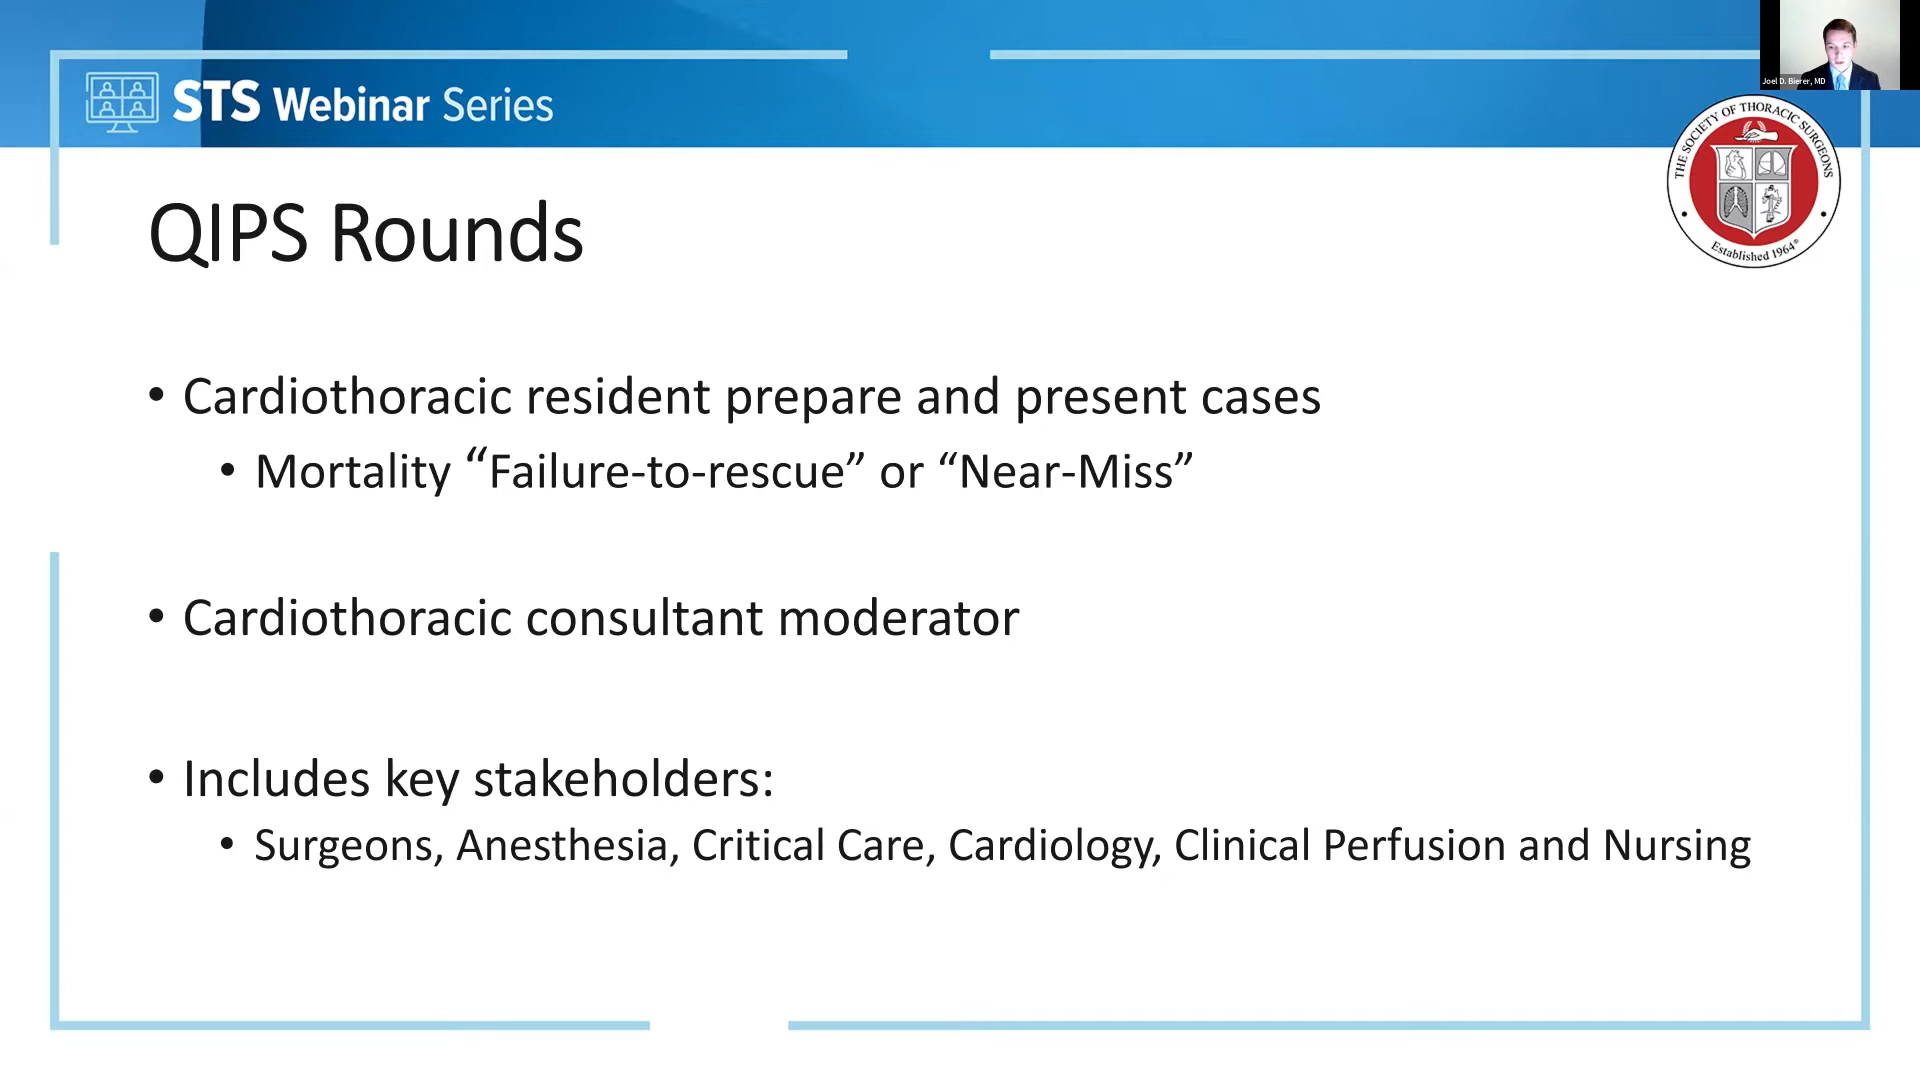 Joel D. Bierer, MD
STS Webinar Series
THE SOCIETY OF THORACIC SURGEONS
Established 1964®
QIPS Rounds
• Cardiothoracic resident prepare and present cases
• Mortality “Failure-to-rescue” or “Near-Miss”
• Cardiothoracic consultant moderator
• Includes key stakeholders:
• Surgeons, Anesthesia, Critical Care, Cardiology, Clinical Perfusion and Nursing